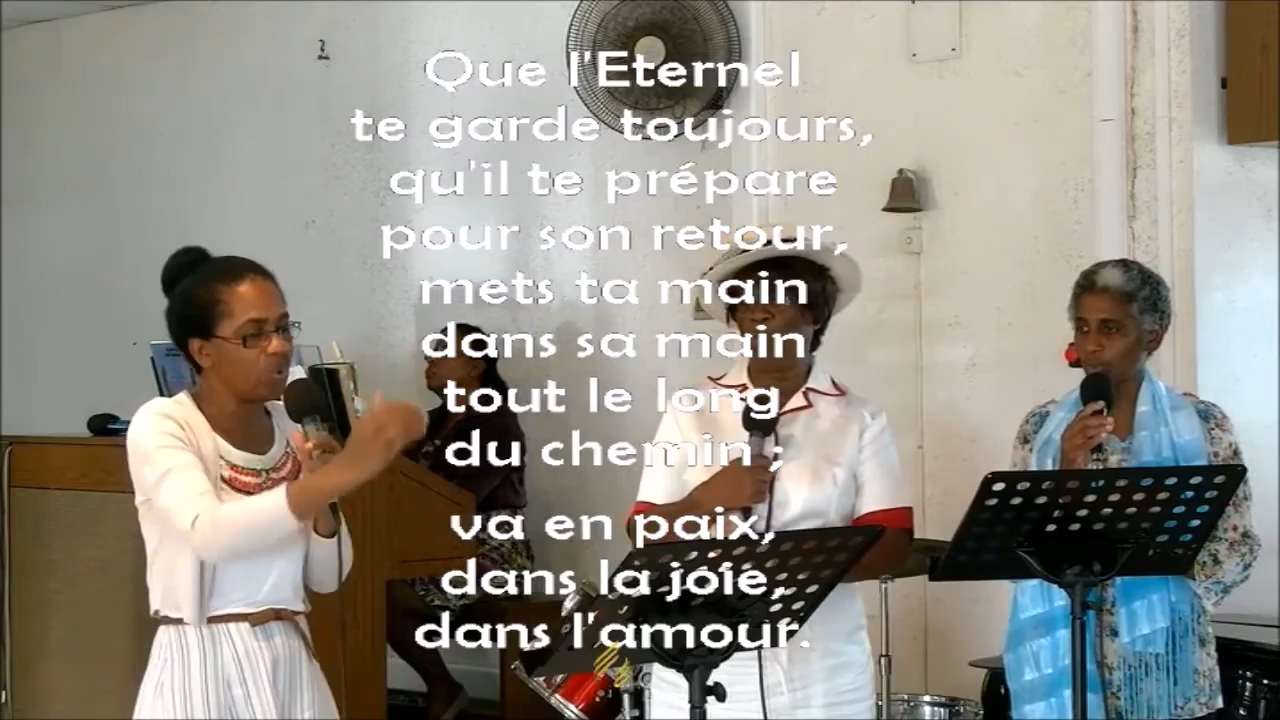 Que l'Eternel
te garde toujours,
qu'il te prépare
pour son retour,
mets ta main
dans sa main
tout le long
du chemin ;
va en paix,
dans la joie,
dans l'amour.